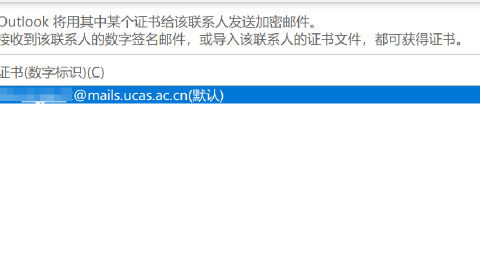 Outlook 将用其中某个证书给该联系人发送加密邮件。
接收到该联系人的数字签名邮件，或导入该联系人的证书文件，都可获得证书。
证书(数字标识)(C)
@mails.ucas.ac.cn(默认)